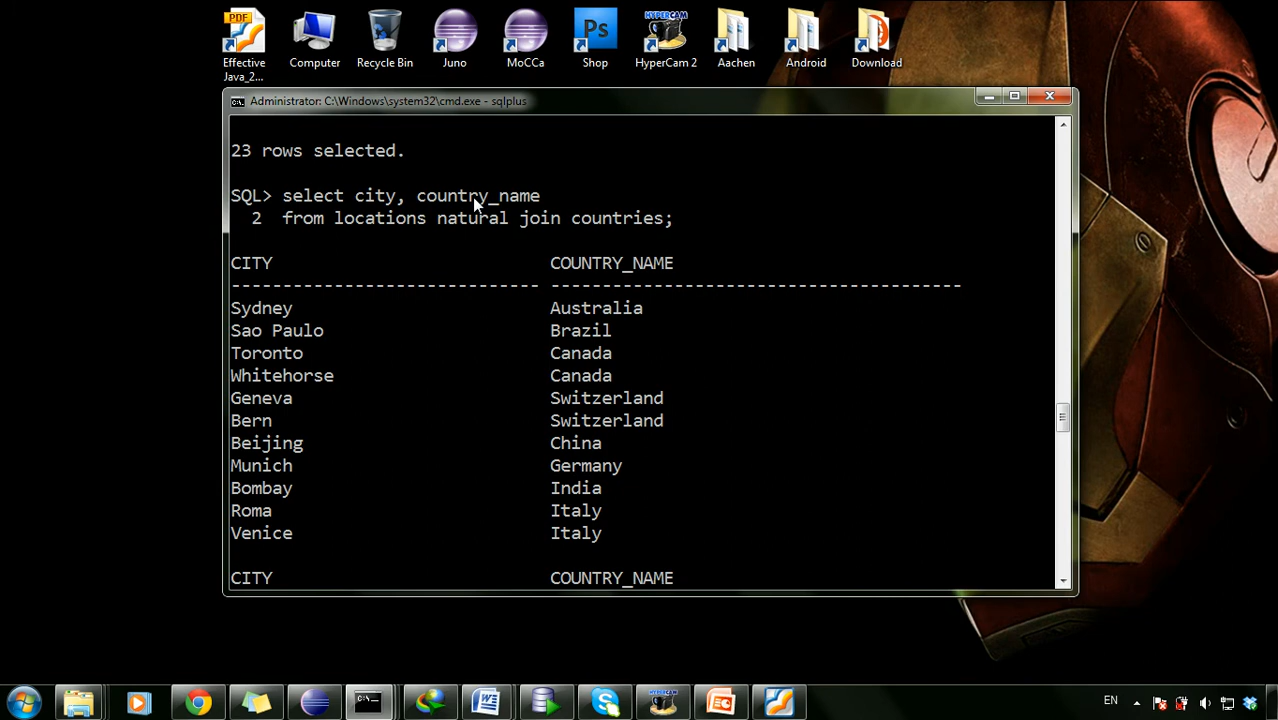 PDF
HYPERCAM
Ps
Effective Java_2...
Computer
Recycle Bin
Juno
MoCCa
Shop
HyperCam 2
Aachen
Android
Download
Administrator: C:\Windows\system32\cmd.exe - sqlplus
23 rows selected.
SQL> select city, country_name
2 from locations natural join countries;
CITY COUNTRY_NAME
------------------------------ ----------------------------------------
Sydney Australia
Sao Paulo Brazil
Toronto Canada
Whitehorse Canada
Geneva Switzerland
Bern Switzerland
Beijing China
Munich Germany
Bombay India
Roma Italy
Venice Italy
CITY COUNTRY_NAME
EN